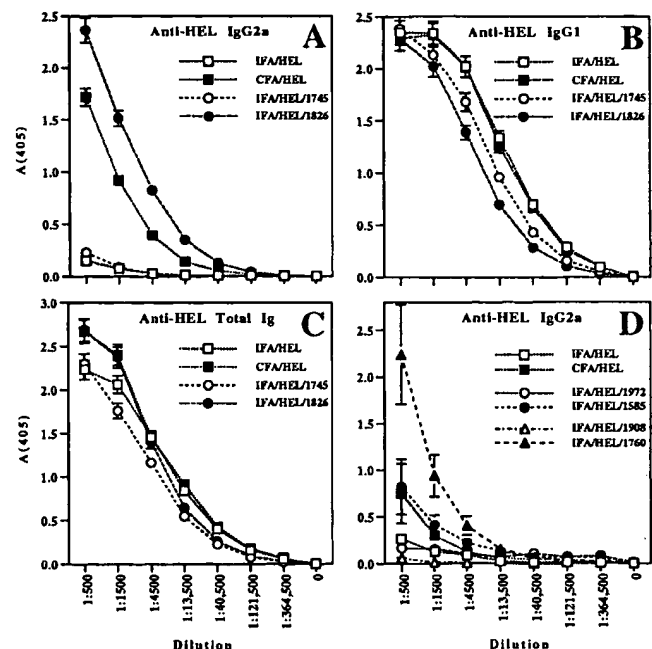 Anti-HEL IgG2a
A
IFA/HEL
CFA/HEL
IFA/HEL/1745
IFA/HEL/1826
A(405)
2.5
2.0
1.5
1.0
0.5
0.0
Anti-HEL IgG1
B
IFA/HEL
CFA/HEL
IFA/HEL/1745
IFA/HEL/1826
2.5
2.0
1.5
1.0
0.5
0.0
Anti-HEL Total Ig
C
IFA/HEL
CFA/HEL
IFA/HEL/1745
IFA/HEL/1826
A(405)
3.0
2.5
2.0
1.5
1.0
0.5
0.0
1:500
1:1500
1:4500
1:13,500
1:40,500
1:121,500
1:364,500
0
Dilution
Anti-HEL IgG2a
D
IFA/HEL
CFA/HEL
IFA/HEL/1972
IFA/HEL/1585
IFA/HEL/1908
IFA/HEL/1760
2.5
2.0
1.5
1.0
0.5
0.0
1:500
1:1500
1:4500
1:13,500
1:40,500
1:121,500
1:364,500
0
Dilution